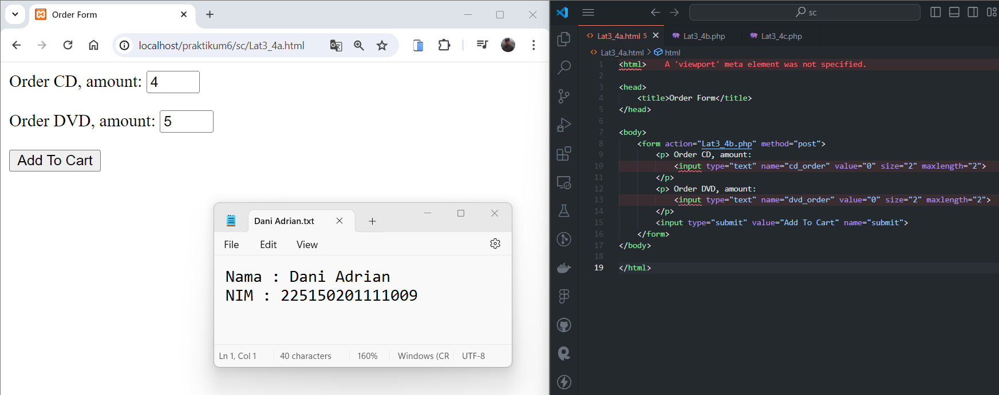 Order Form
localhost/praktikum6/sc/Lat3_4a.html
Order CD, amount: 4
Order DVD, amount: 5
Add To Cart
Dani Adrian.txt
File Edit View
Nama : Dani Adrian
NIM : 225150201111009
Ln 1, Col 1 40 characters 160% Windows (CR UTF-8
sc
Lat3_4a.html 5 Lat3_4b.php Lat3_4c.php
Lat3_4a.html > html
1 <html> A 'viewport' meta element was not specified.
2
3 <head>
4 <title>Order Form</title>
5 </head>
6
7 <body>
8 <form action="Lat3_4b.php" method="post">
9 <p> Order CD, amount:
10 <input type="text" name="cd_order" value="0" size="2" maxlength="2">
11 </p>
12 <p> Order DVD, amount:
13 <input type="text" name="dvd_order" value="0" size="2" maxlength="2">
14 </p>
15 <input type="submit" value="Add To Cart" name="submit">
16 </form>
17 </body>
18
19 </html>